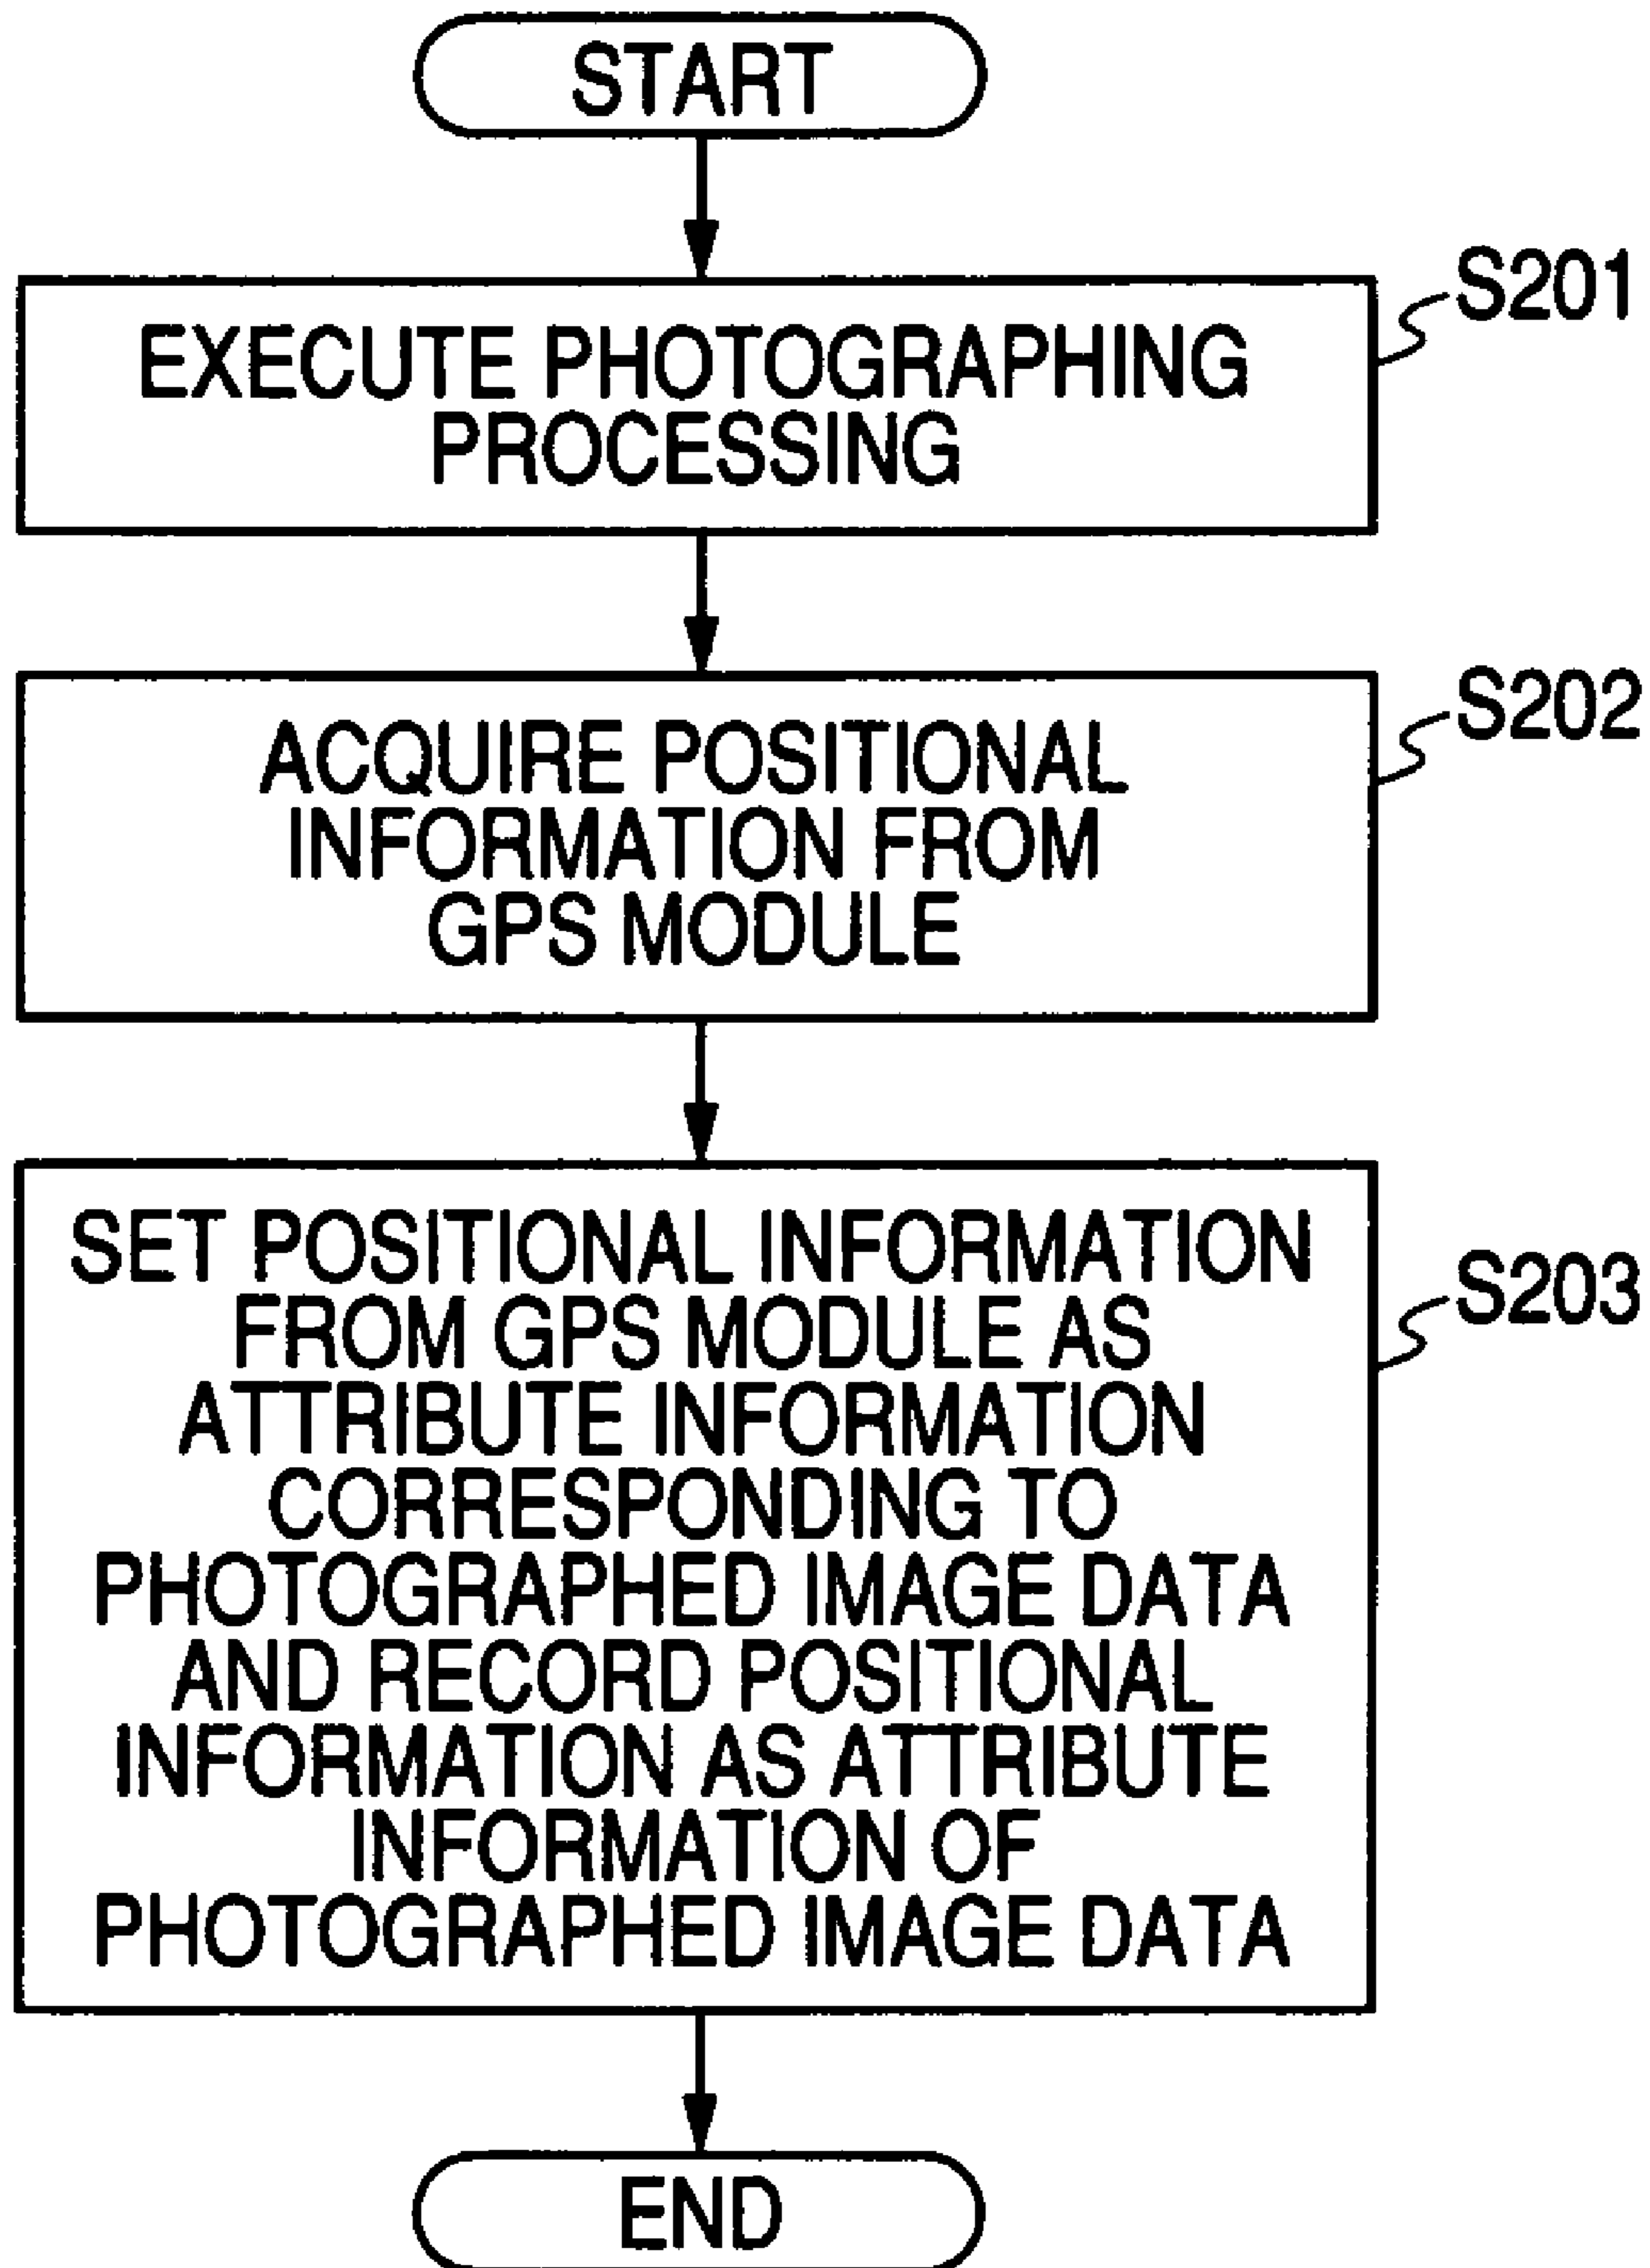 START
S201
EXECUTE PHOTOGRAPHING
PROCESSING
S202
ACQUIRE POSITIONAL
INFORMATION FROM
GPS MODULE
S203
SET POSITIONAL INFORMATION
FROM GPS MODULE AS
ATTRIBUTE INFORMATION
CORRESPONDING TO
PHOTOGRAPHED IMAGE DATA
AND RECORD POSITIONAL
INFORMATION AS ATTRIBUTE
INFORMATION OF
PHOTOGRAPHED IMAGE DATA
END